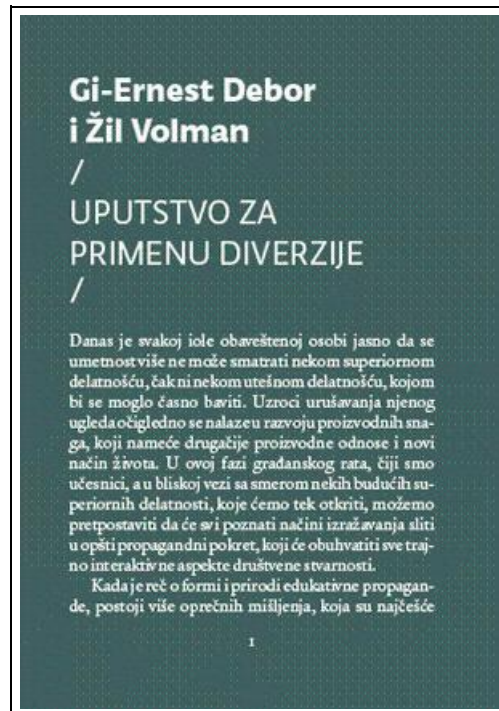 Gi-Ernest Debor
i Žil Volman
/
UPUTSTVO ZA
PRIMENU DIVERZIJE
/
Danas je svakoj iole obaveštenoj osobi jasno da se
umetnost više ne može smatrati nekom superiornom
delatnošću, čak ni nekom utešnom delatnošću, kojom
bi se moglo časno baviti. Uzroci urušavanja njenog
ugleda očigledno se nalaze u razvoju proizvodnih sna-
ga, koji nameće drugačije proizvodne odnose i novi
način života. U ovoj fazi građanskog rata, čiji smo
učesnici, a u bliskoj vezi sa smerom nekih budućih su-
periornih delatnosti, koje ćemo tek otkriti, možemo
pretpostaviti da će svi poznati načini izražavanja sliti
u opšti propagandni pokret, koji će obuhvatiti sve traj-
no interaktivne aspekte društvene stvarnosti.
Kada je reč o formi i prirodi edukativne propagan-
de, postoji više oprečnih mišljenja, koja su najčešće
1